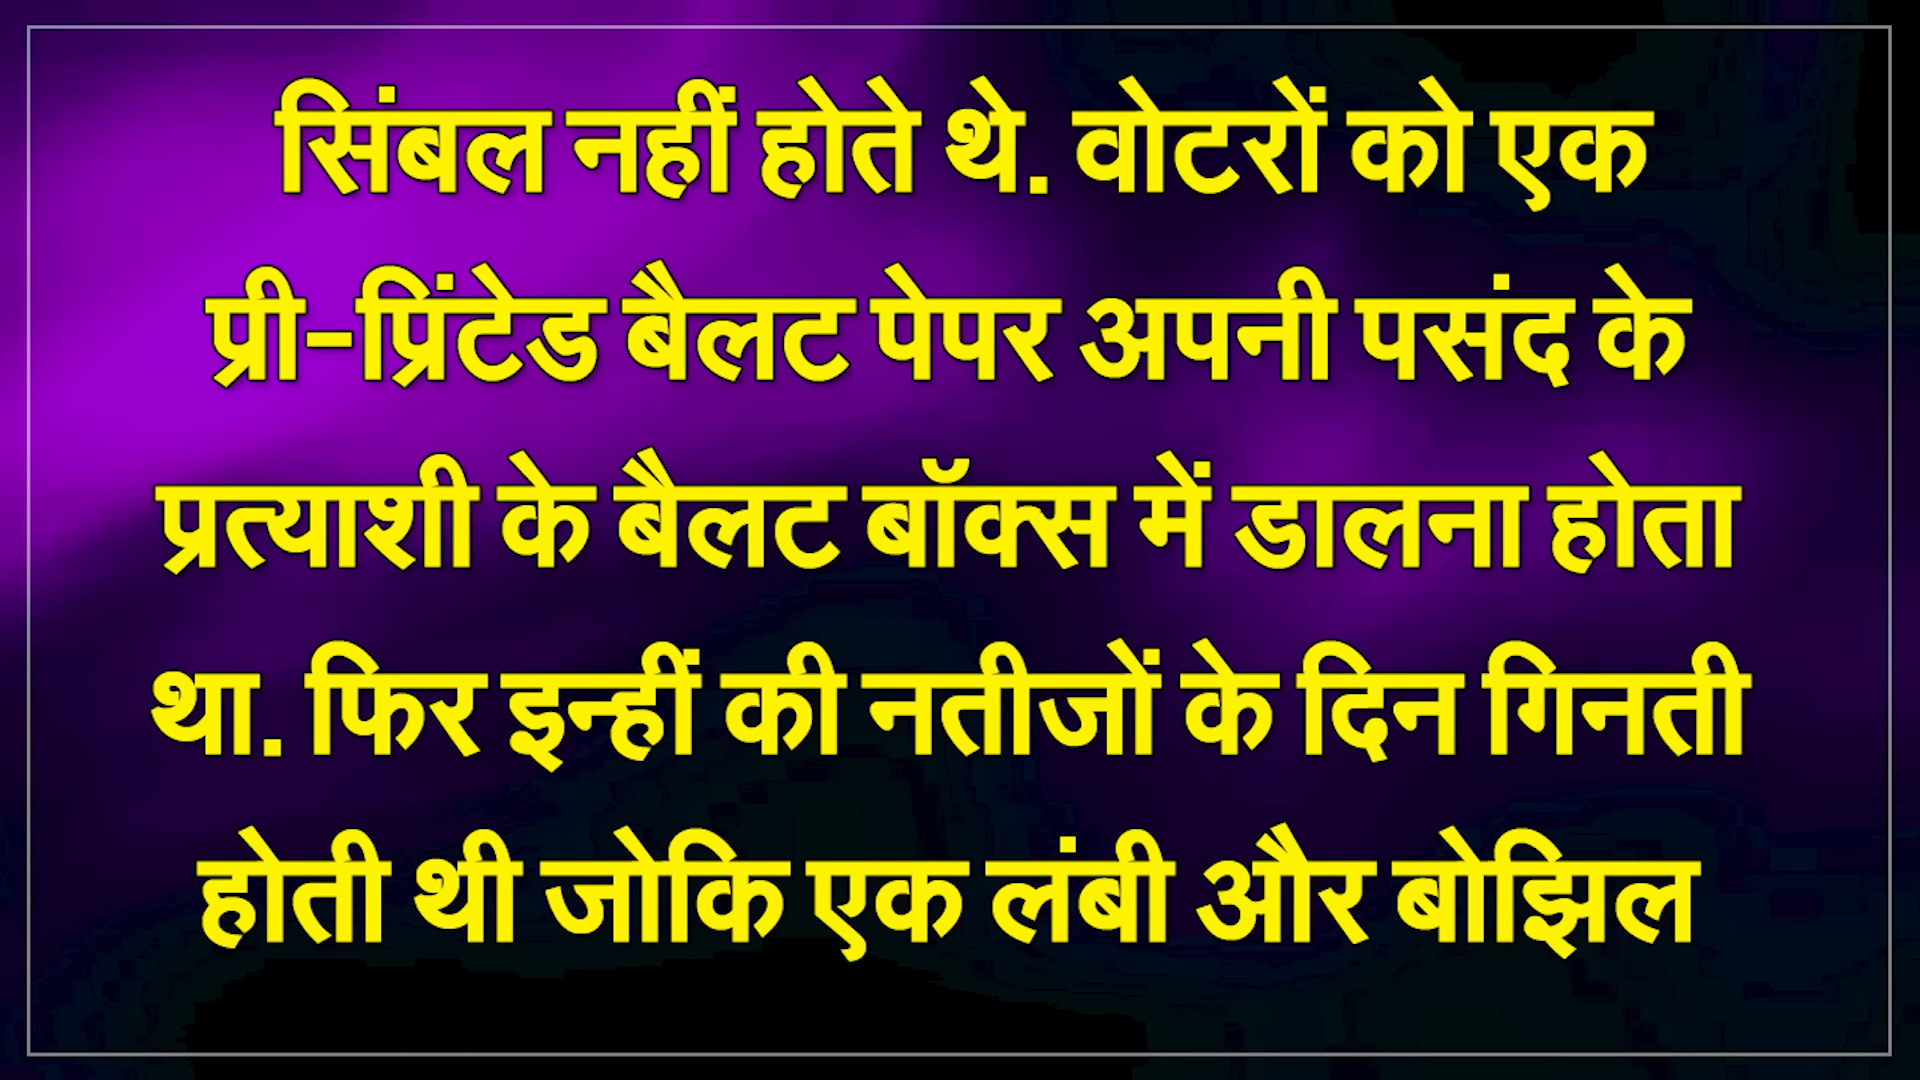 सिंबल नहीं होते थे. वोटरों को एक
प्री-प्रिंटेड बैलट पेपर अपनी पसंद के
प्रत्याशी के बैलट बॉक्स में डालना होता
था. फिर इन्हीं की नतीजों के दिन गिनती
होती थी जोकि एक लंबी और बोझिल